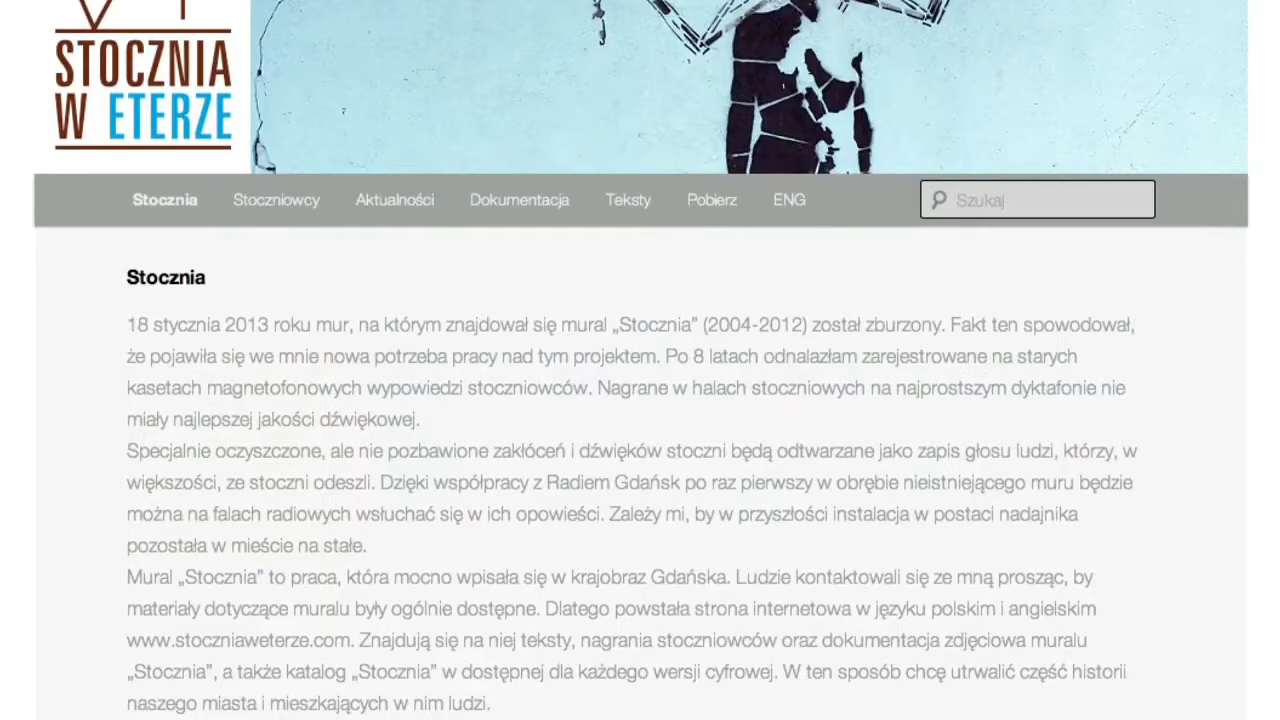 STOCZNIA
W ETERZE
Stocznia Stoczniowcy Aktualności Dokumentacja Teksty Pobierz ENG Szukaj
Stocznia
18 stycznia 2013 roku mur, na którym znajdował się mural „Stocznia” (2004-2012) został zburzony. Fakt ten spowodował,
że pojawiła się we mnie nowa potrzeba pracy nad tym projektem. Po 8 latach odnalazłam zarejestrowane na starych
kasetach magnetofonowych wypowiedzi stoczniowców. Nagrane w halach stoczniowych na najprostszym dyktafonie nie
miały najlepszej jakości dźwiękowej.
Specjalnie oczyszczone, ale nie pozbawione zakłóceń i dźwięków stoczni będą odtwarzane jako zapis głosu ludzi, którzy, w
większości, ze stoczni odeszli. Dzięki współpracy z Radiem Gdańsk po raz pierwszy w obrębie nieistniejącego muru będzie
można na falach radiowych wsłuchać się w ich opowieści. Zależy mi, by w przyszłości instalacja w postaci nadajnika
pozostała w mieście na stałe.
Mural „Stocznia” to praca, która mocno wpisała się w krajobraz Gdańska. Ludzie kontaktowali się ze mną prosząc, by
materiały dotyczące muralu były ogólnie dostępne. Dlatego powstała strona internetowa w języku polskim i angielskim
www.stoczniaweterze.com. Znajdują się na niej teksty, nagrania stoczniowców oraz dokumentacja zdjęciowa muralu
„Stocznia”, a także katalog „Stocznia” w dostępnej dla każdego wersji cyfrowej. W ten sposób chcę utrwalić część historii
naszego miasta i mieszkających w nim ludzi.